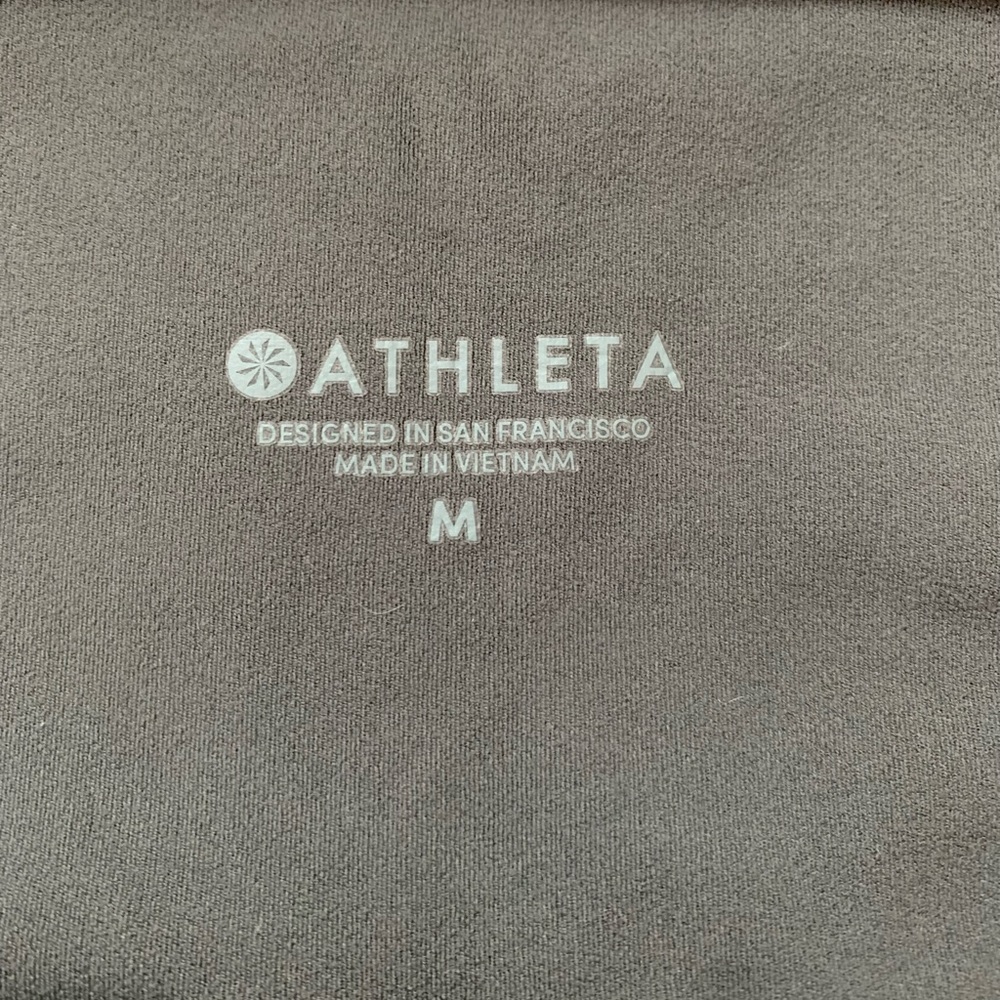 ATHLETA
DESIGNED IN SAN FRANCISCO
MADE IN VIETNAM
M